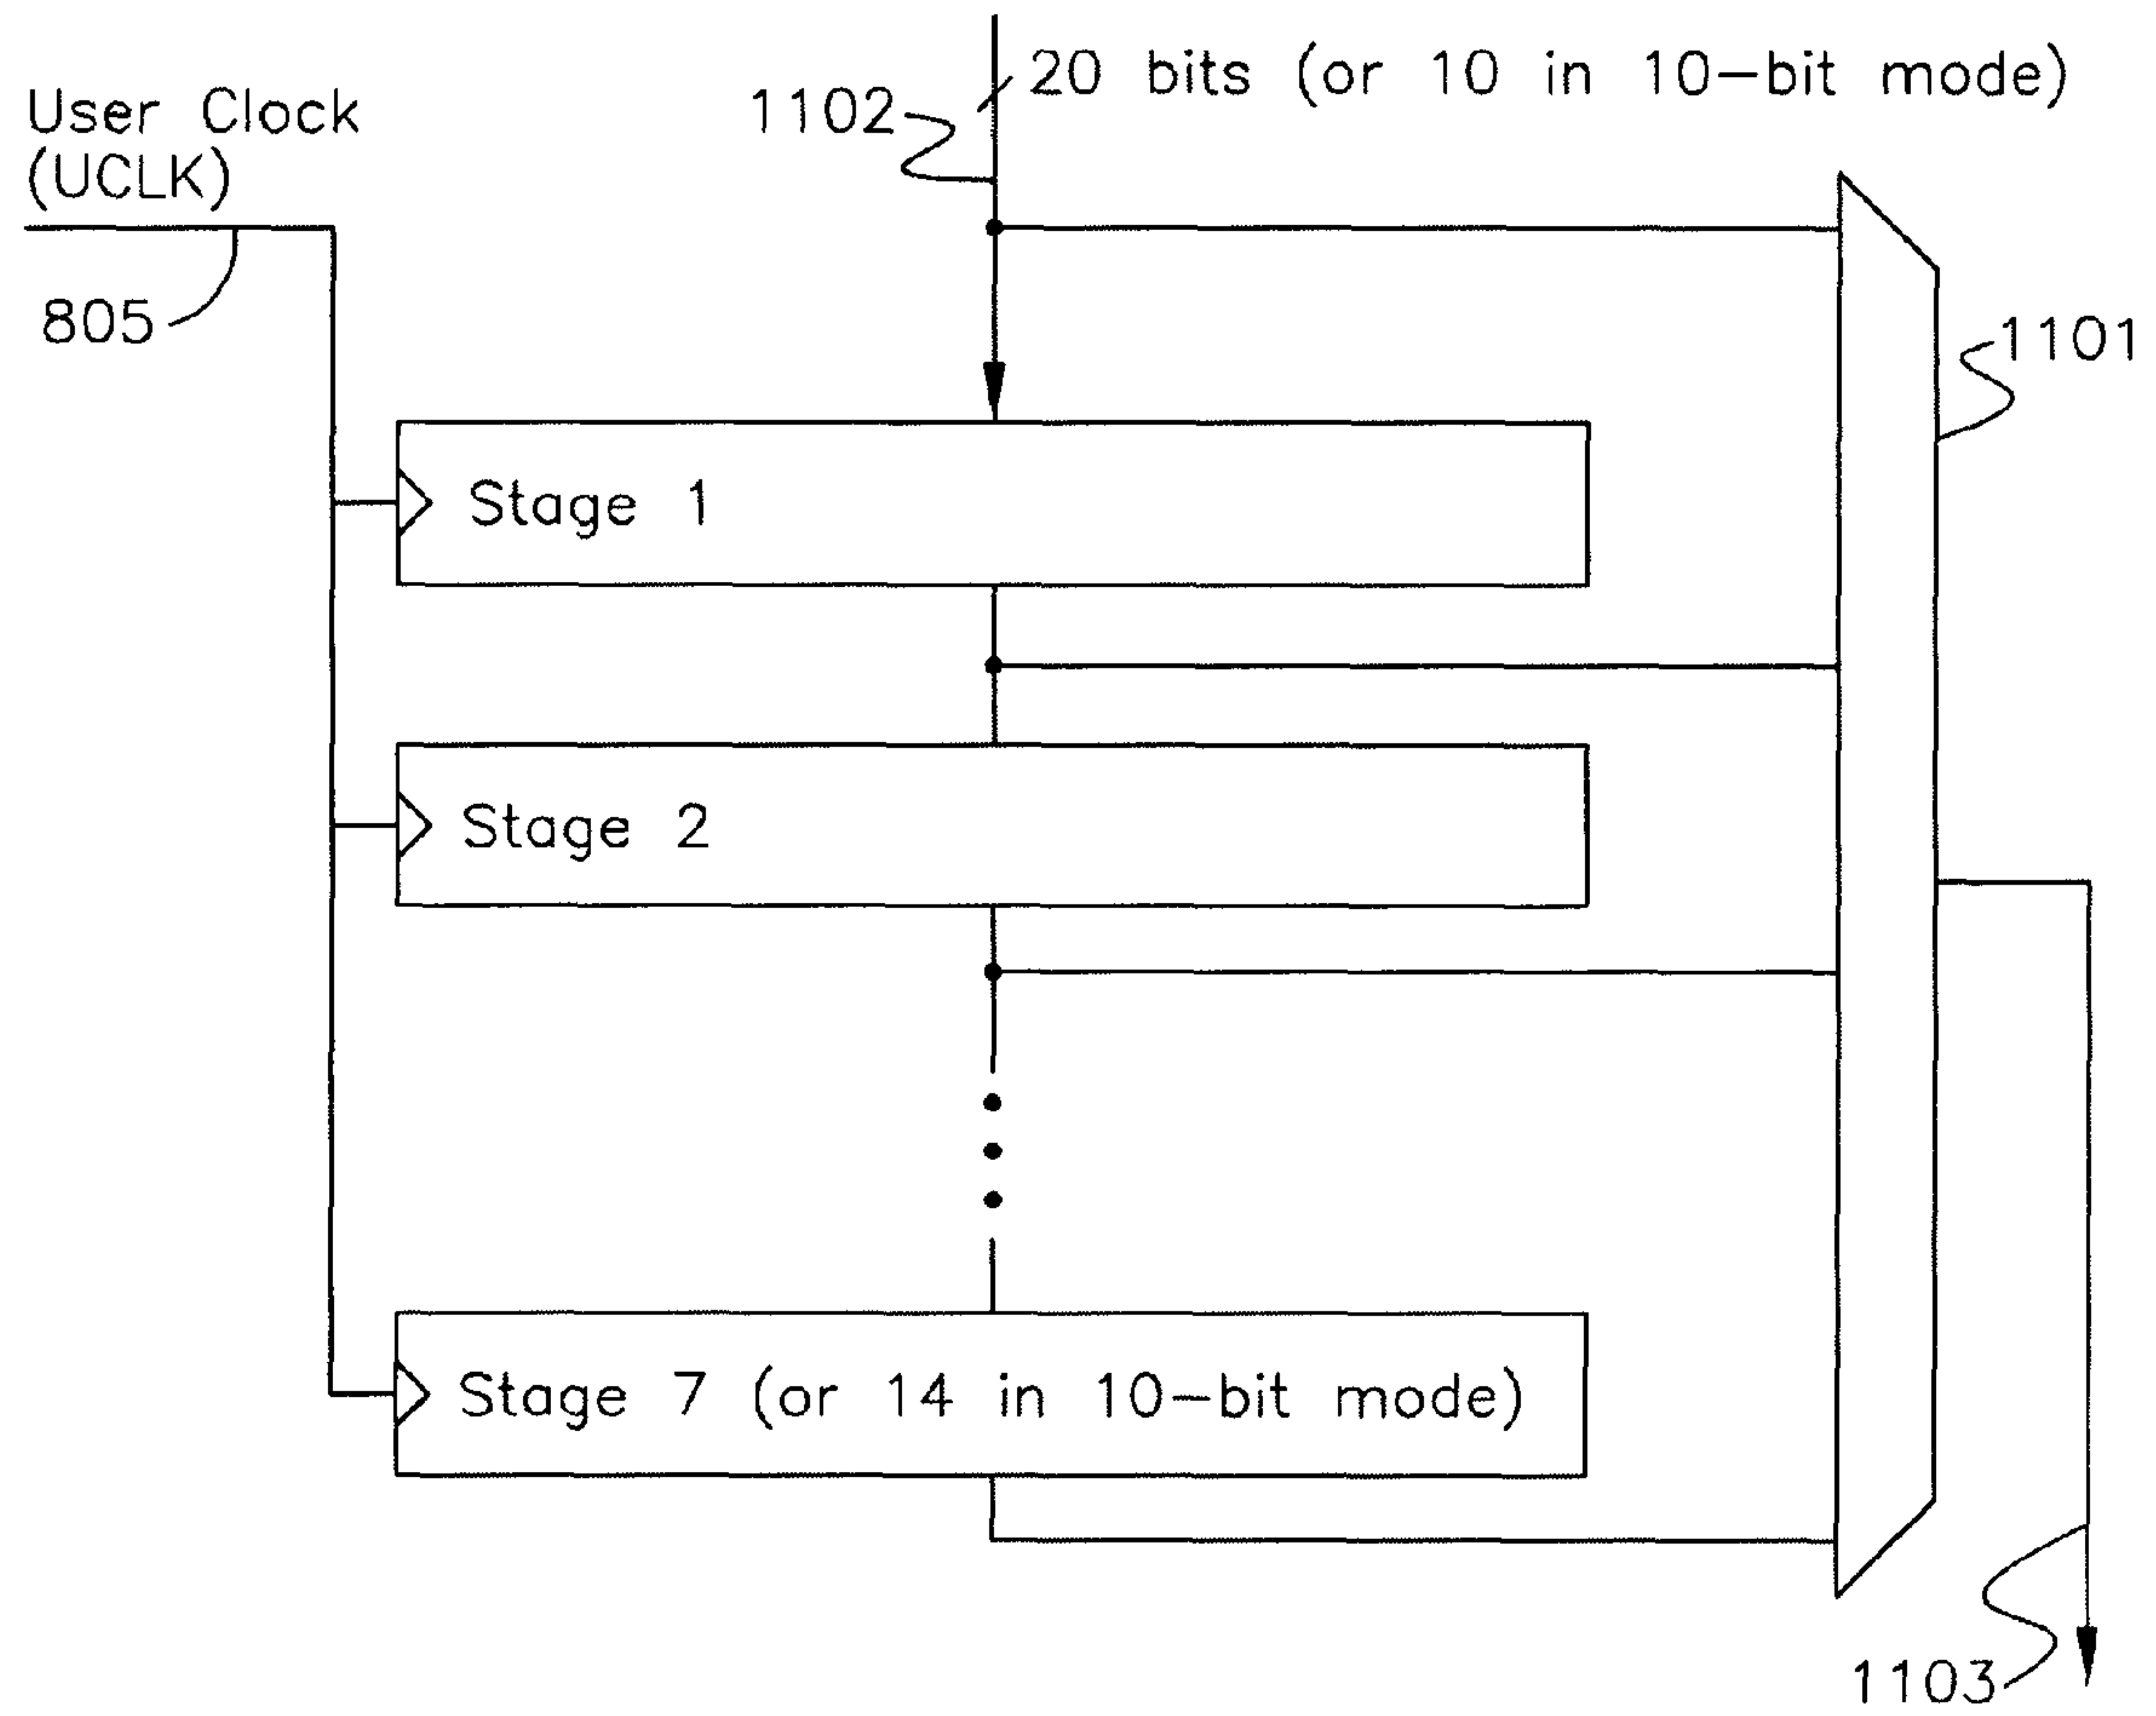 20 bits (or 10 in 10-bit mode)
1102
User Clock
(UCLK)
805
1101
Stage 1
Stage 2
Stage 7 (or 14 in 10-bit mode)
1103